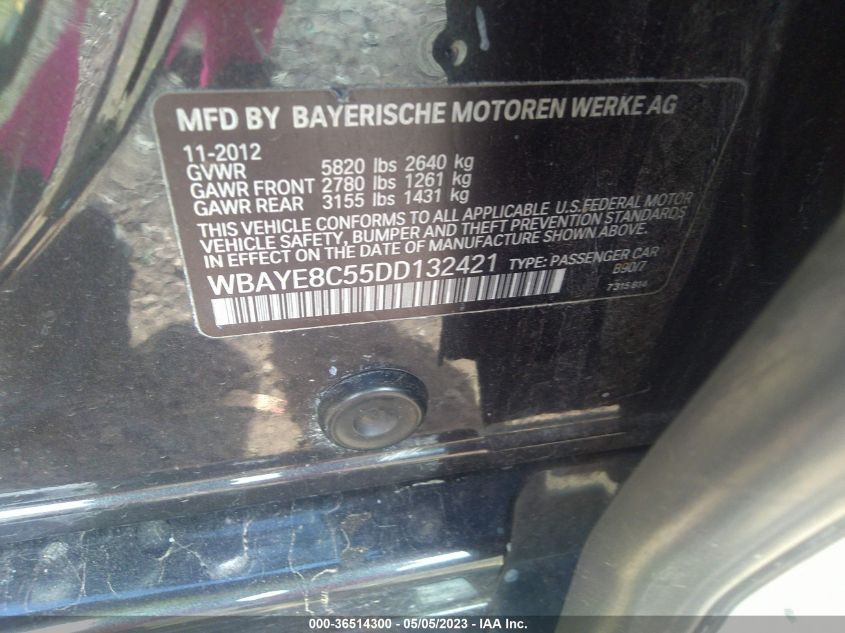 MFD BY BAYERISCHE MOTOREN WERKE AG
11-2012
GVWR 5820 lbs 2640 kg
GAWR FRONT 2780 lbs 1261 kg
GAWR REAR 3155 lbs 1431 kg
THIS VEHICLE CONFORMS TO ALL APPLICABLE U.S. FEDERAL MOTOR
VEHICLE SAFETY, BUMPER AND THEFT PREVENTION STANDARDS
IN EFFECT ON THE DATE OF MANUFACTURE SHOWN ABOVE.
WBAYE8C55DD132421 TYPE: PASSENGER CAR
B90/7
7 315 814
000-36514300 - 05/05/2023 - IAA Inc.